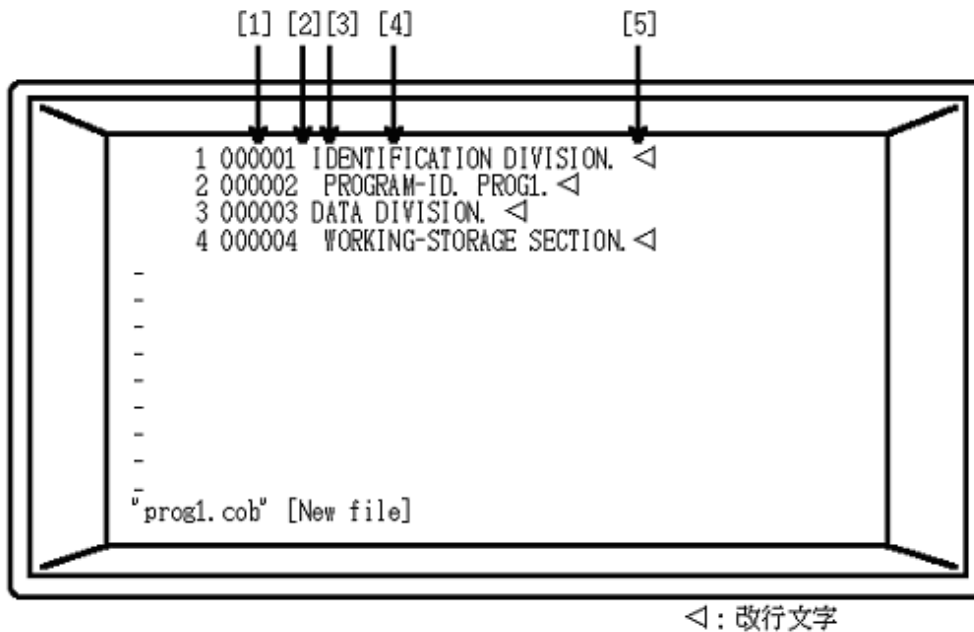 [1] [2] [3] [4] [5]
1 000001 IDENTIFICATION DIVISION. ◁
2 000002  PROGRAM-ID. PROG1. ◁
3 000003 DATA DIVISION. ◁
4 000004  WORKING-STORAGE SECTION. ◁
-
-
-
-
-
-
-
-
-
"prog1.cob" [New file]
◁：改行文字